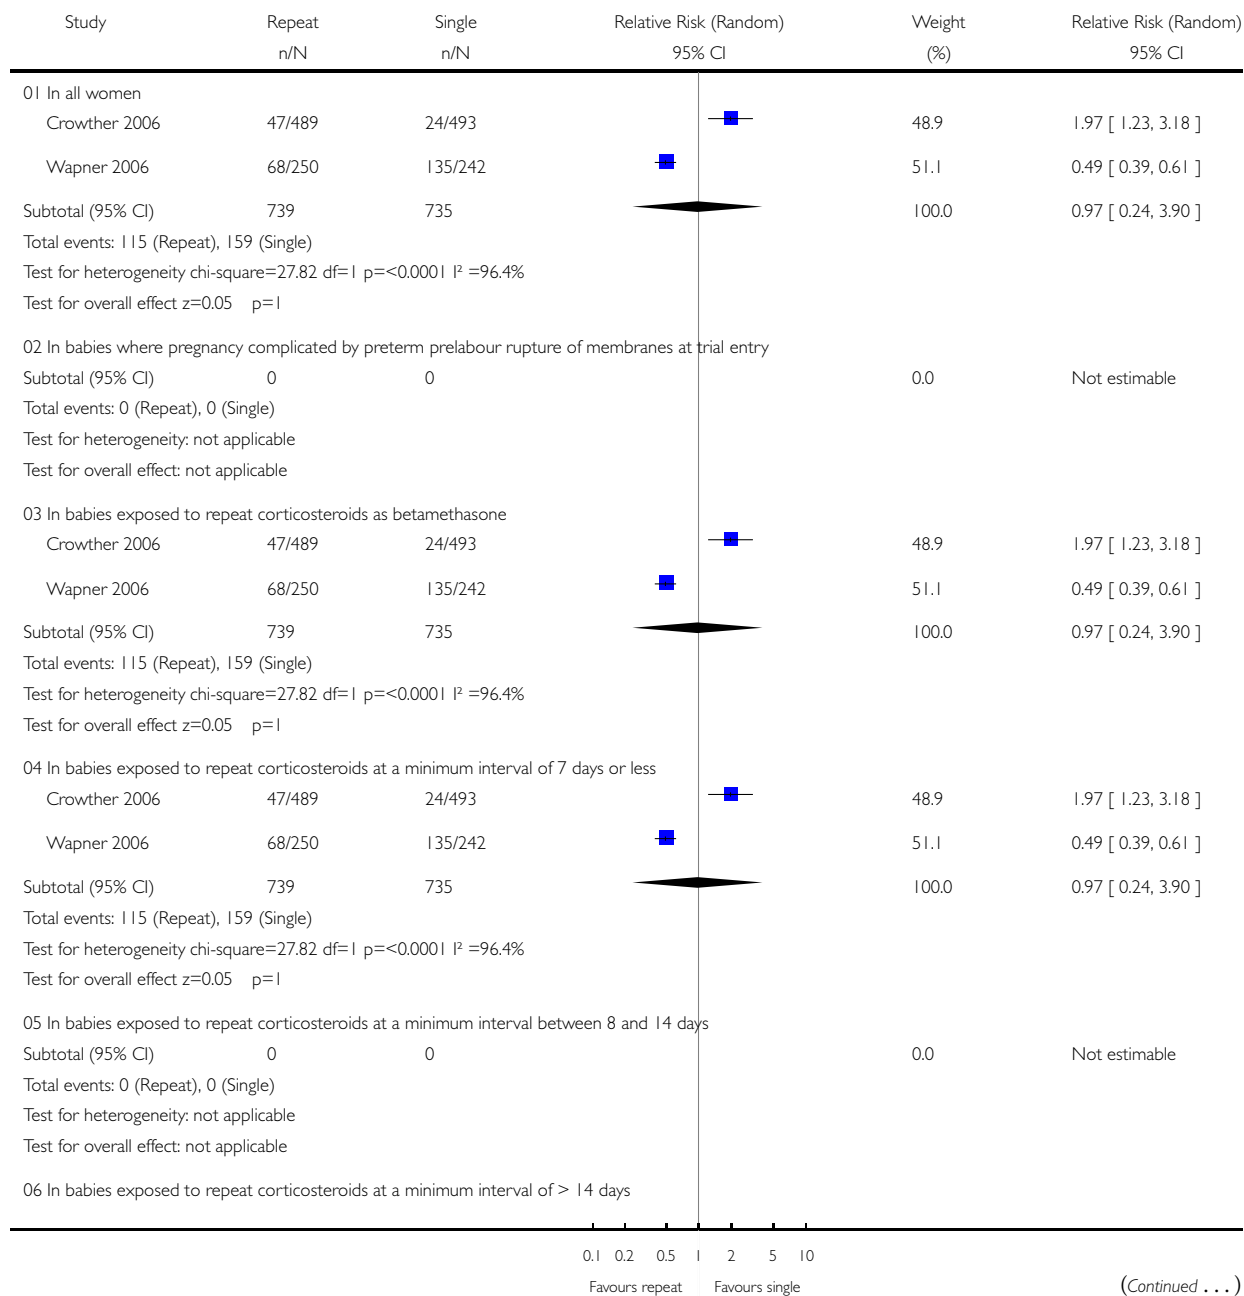 Study Repeat Single Relative Risk (Random) Weight Relative Risk (Random)
n/N n/N 95% CI (%) 95% CI
01 In all women
Crowther 2006 47/489 24/493 48.9 1.97 [ 1.23, 3.18 ]
Wapner 2006 68/250 135/242 51.1 0.49 [ 0.39, 0.61 ]
Subtotal (95% CI) 739 735 100.0 0.97 [ 0.24, 3.90 ]
Total events: 115 (Repeat), 159 (Single)
Test for heterogeneity chi-square=27.82 df=1 p=<0.0001 I² =96.4%
Test for overall effect z=0.05 p=1
02 In babies where pregnancy complicated by preterm prelabour rupture of membranes at trial entry
Subtotal (95% CI) 0 0 0.0 Not estimable
Total events: 0 (Repeat), 0 (Single)
Test for heterogeneity: not applicable
Test for overall effect: not applicable
03 In babies exposed to repeat corticosteroids as betamethasone
Crowther 2006 47/489 24/493 48.9 1.97 [ 1.23, 3.18 ]
Wapner 2006 68/250 135/242 51.1 0.49 [ 0.39, 0.61 ]
Subtotal (95% CI) 739 735 100.0 0.97 [ 0.24, 3.90 ]
Total events: 115 (Repeat), 159 (Single)
Test for heterogeneity chi-square=27.82 df=1 p=<0.0001 I² =96.4%
Test for overall effect z=0.05 p=1
04 In babies exposed to repeat corticosteroids at a minimum interval of 7 days or less
Crowther 2006 47/489 24/493 48.9 1.97 [ 1.23, 3.18 ]
Wapner 2006 68/250 135/242 51.1 0.49 [ 0.39, 0.61 ]
Subtotal (95% CI) 739 735 100.0 0.97 [ 0.24, 3.90 ]
Total events: 115 (Repeat), 159 (Single)
Test for heterogeneity chi-square=27.82 df=1 p=<0.0001 I² =96.4%
Test for overall effect z=0.05 p=1
05 In babies exposed to repeat corticosteroids at a minimum interval between 8 and 14 days
Subtotal (95% CI) 0 0 0.0 Not estimable
Total events: 0 (Repeat), 0 (Single)
Test for heterogeneity: not applicable
Test for overall effect: not applicable
06 In babies exposed to repeat corticosteroids at a minimum interval of > 14 days
0.1 0.2 0.5 1 2 5 10
Favours repeat Favours single (Continued . . . )